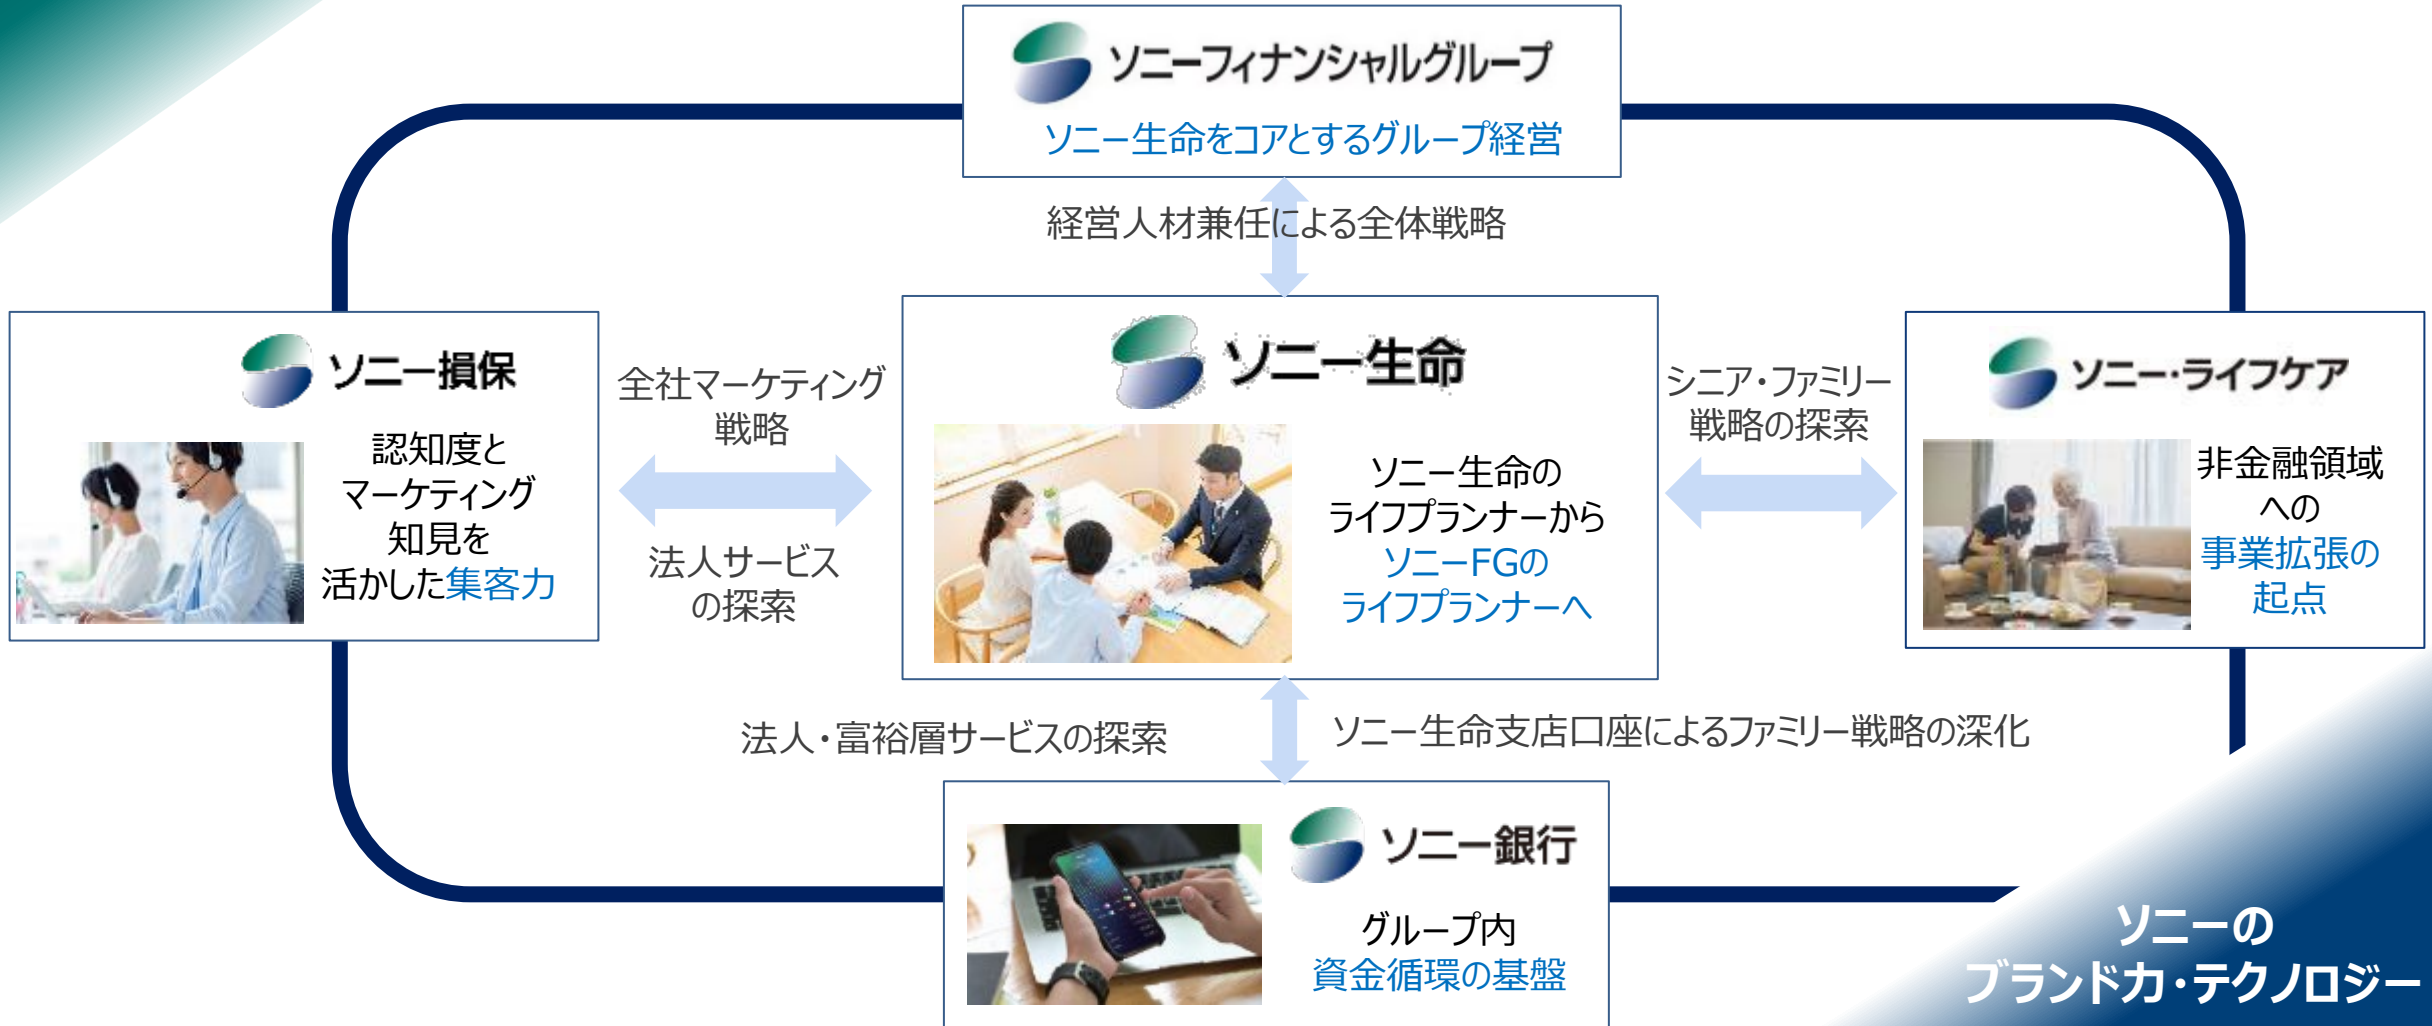 ソニーフィナンシャルグループ
ソニー生命をコアとするグループ経営
経営人材兼任による全体戦略
ソニー損保
認知度と
マーケティング
知見を
活かした集客力
全社マーケティング
戦略
法人サービス
の探索
ソニー生命
ソニー生命の
ライフプランナーから
ソニーFGの
ライフプランナーへ
シニア・ファミリー
戦略の探索
ソニー・ライフケア
非金融領域
への
事業拡張の
起点
法人・富裕層サービスの探索
ソニー生命支店口座によるファミリー戦略の深化
ソニー銀行
グループ内
資金循環の基盤
ソニーの
ブランド力・テクノロジー